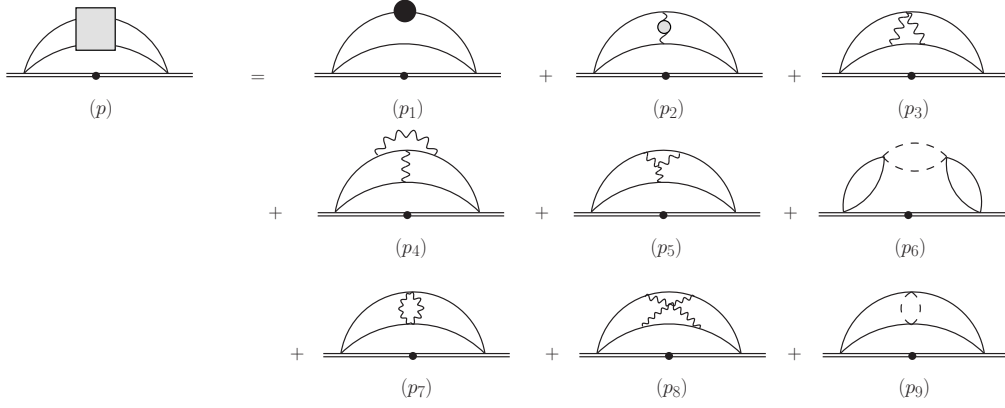 = + +
(p) (p₁) (p₂) (p₃)
+ + +
(p₄) (p₅) (p₆)
+ + +
(p₇) (p₈) (p₉)